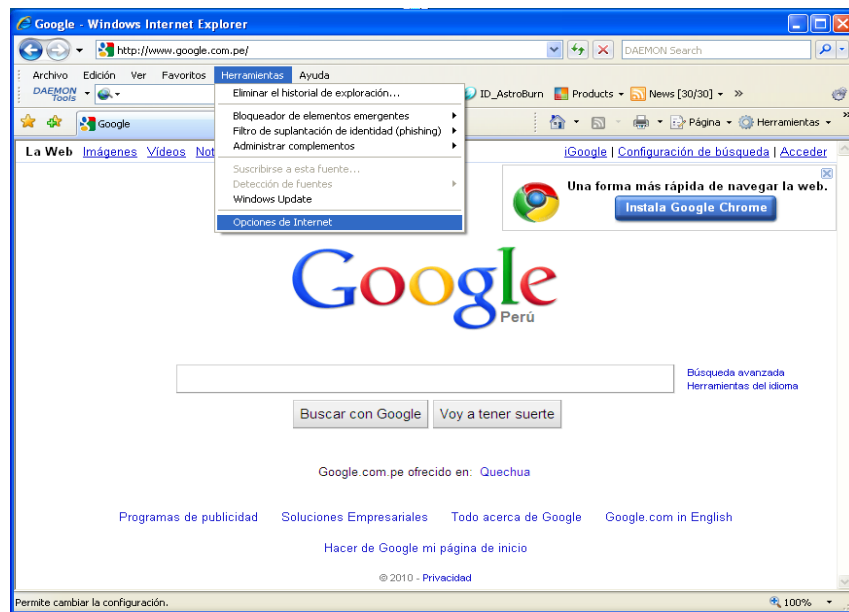 Google - Windows Internet Explorer
http://www.google.com.pe/
DAEMON Search
Archivo Edición Ver Favoritos Herramientas Ayuda
DAEMON Tools
ID_AstroBurn Products News [30/30] »
Eliminar el historial de exploración...
Bloqueador de elementos emergentes
Filtro de suplantación de identidad (phishing)
Administrar complementos
Suscribirse a esta fuente...
Detección de fuentes
Windows Update
Opciones de Internet
Google
Página Herramientas »
La Web Imágenes Vídeos Not
iGoogle | Configuración de búsqueda | Acceder
Una forma más rápida de navegar la web.
Instala Google Chrome
Google
Perú
Búsqueda avanzada
Herramientas del idioma
Buscar con Google Voy a tener suerte
Google.com.pe ofrecido en: Quechua
Programas de publicidad Soluciones Empresariales Todo acerca de Google Google.com in English
Hacer de Google mi página de inicio
© 2010 - Privacidad
Permite cambiar la configuración.
100%